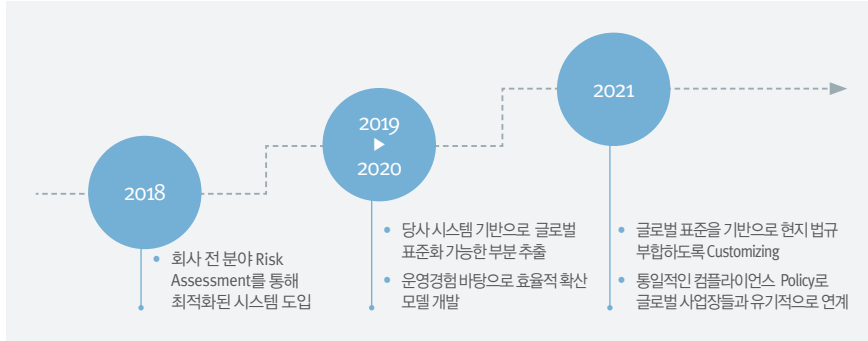 2018
회사 전 분야 Risk
Assessment를 통해
최적화된 시스템 도입
2019
▶
2020
당사 시스템 기반으로 글로벌
표준화 가능한 부분 추출
운영경험 바탕으로 효율적 확산
모델 개발
2021
글로벌 표준을 기반으로 현지 법규
부합하도록 Customizing
통일적인 컴플라이언스 Policy로
글로벌 사업장들과 유기적으로 연계